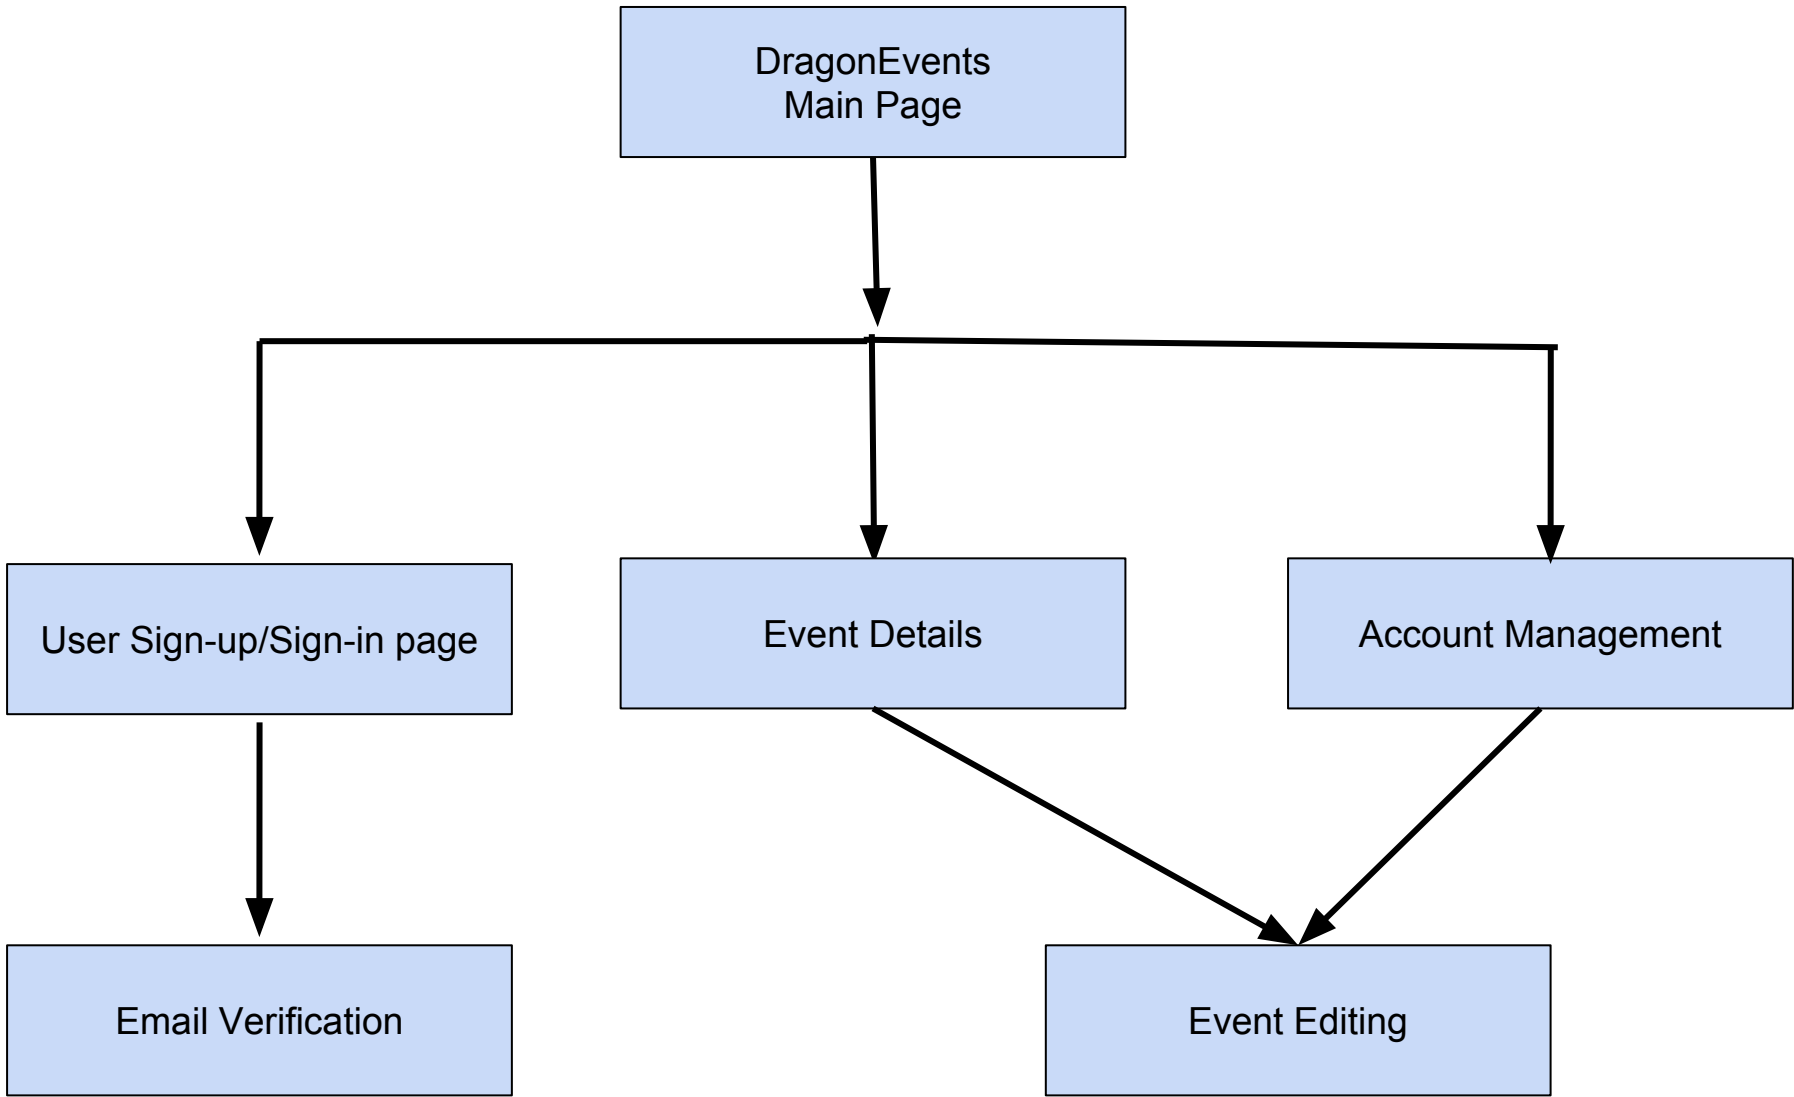 DragonEvents
Main Page
User Sign-up/Sign-in page
Event Details
Account Management
Email Verification
Event Editing